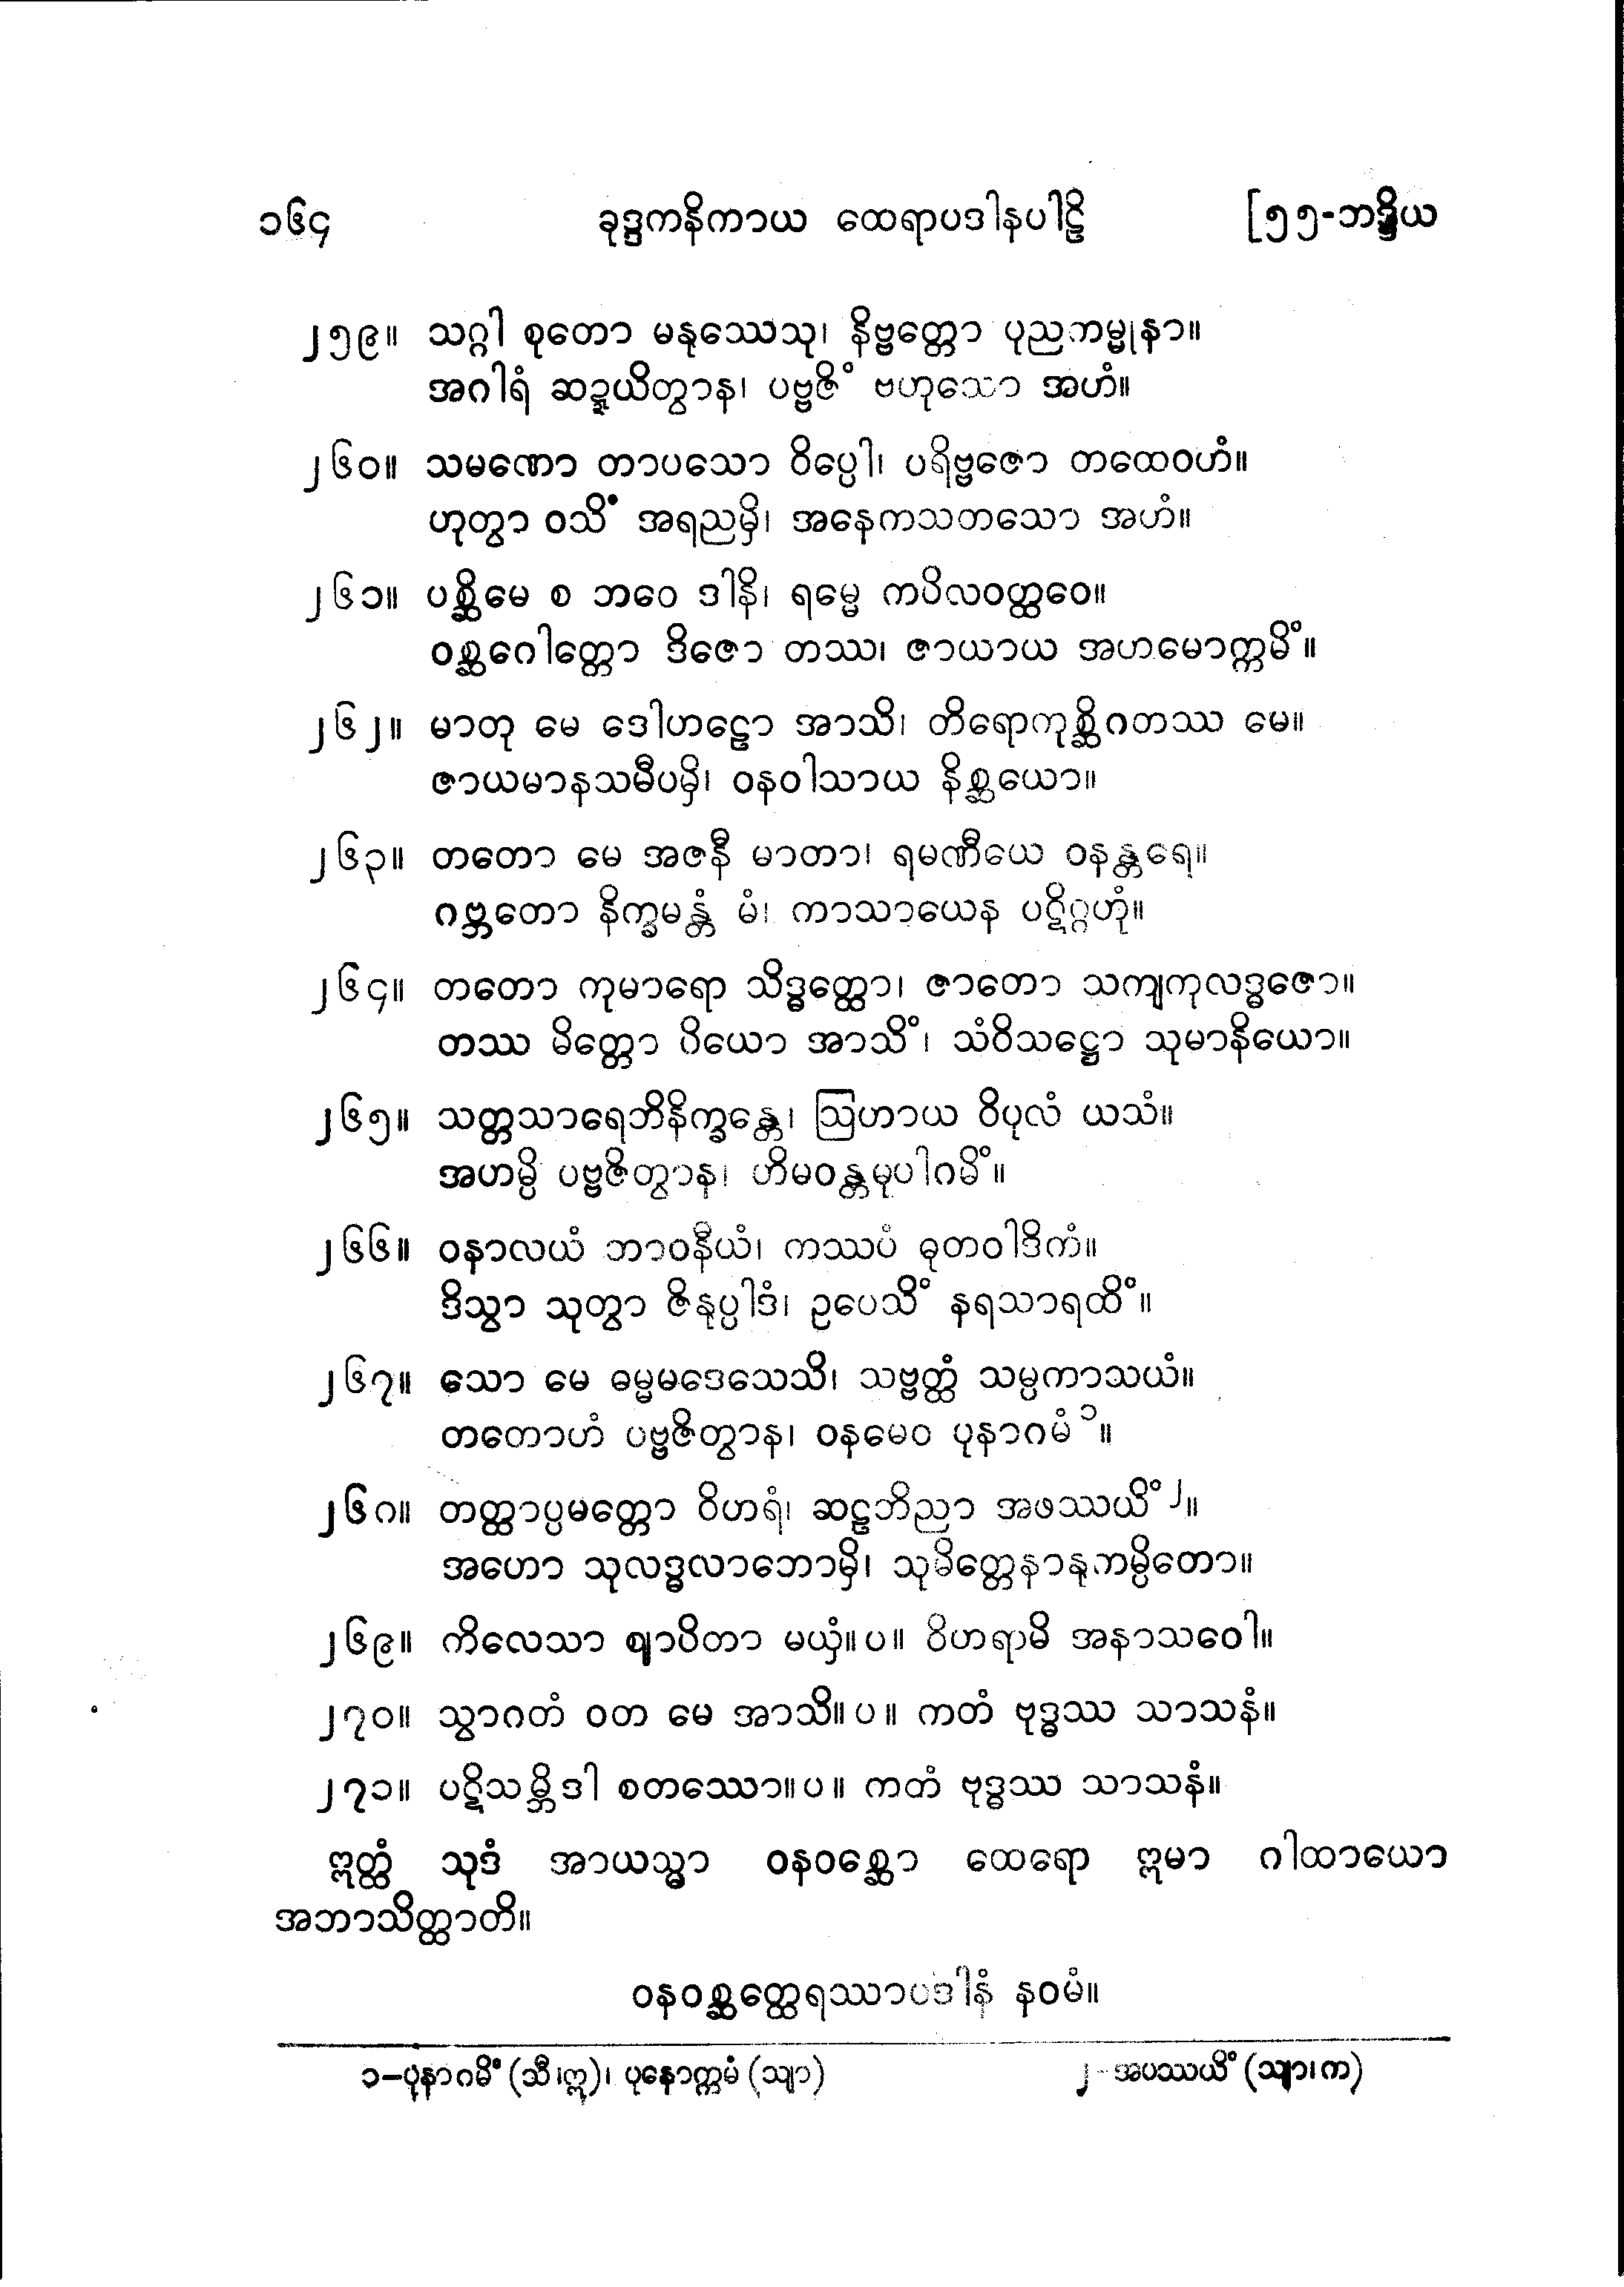 ၁၆၄ ခုဒ္ဒကနိကာယ ထေရာပဒါနပါဠိ [၅၅-ဘဒ္ဒိယ
၂၅၉။ သဂ္ဂါ စုတော မနုဿေသု၊ နိဗ္ဗတ္တော ပုညကမ္မုနာ။
အဂါရံ ဆဍ္ဍယိတွာန၊ ပဗ္ဗဇိံ ဗဟုသော အဟံ။
၂၆၀။ သမဏော တာပသော ဝိပ္ပေါ၊ ပရိဗ္ဗဇော တထေဝဟံ။
ဟုတွာ ဝသိံ အရညမှိ၊ အနေကသတသော အဟံ။
၂၆၁။ ပစ္ဆိမေ စ ဘဝေ ဒါနိ၊ ရမ္မေ ကပိလဝတ္ထဝေ။
ဝစ္ဆဂေါတ္တော ဒိဇော တဿ၊ ဇာယာယ အဟမောက္ကမိံ။
၂၆၂။ မာတု မေ ဒေါဟဠော အာသိ၊ တိရောကုစ္ဆိဂတဿ မေ။
ဇာယမာနသမီပမှိ၊ ဝနဝါသာယ နိစ္ဆယော။
၂၆၃။ တတော မေ အဇနီ မာတာ၊ ရမဏီယေ ဝနန္တရေ။
ဂဗ္ဘတော နိက္ခမန္တံ မံ၊ ကာသာယေန ပဋိဂ္ဂဟုံ။
၂၆၄။ တတော ကုမာရော သိဒ္ဓတ္ထော၊ ဇာတော သကျကုလဒ္ဓဇော။
တဿ မိတ္တော ပိယော အာသိံ၊ သံဝိသဋ္ဌော သုမာနိယော။
၂၆၅။ သတ္တသာရေဘိနိက္ခန္တေ၊ ဩဟာယ ဝိပုလံ ယသံ။
အဟမ္ပိ ပဗ္ဗဇိတွာန၊ ဟိမဝန္တမုပါဂမိံ။
၂၆၆။ ဝနာလယံ ဘာဝနီယံ၊ ကဿပံ ဓုတဝါဒိကံ။
ဒိသွာ သုတွာ ဇိနုပ္ပါဒံ၊ ဥပေသိံ နရသာရထိံ။
၂၆၇။ သော မေ ဓမ္မမဒေသေသိ၊ သဗ္ဗတ္ထံ သမ္ပကာသယံ။
တတောဟံ ပဗ္ဗဇိတွာန၊ ဝနမေဝ ပုနာဂမံ ၁။
၂၆၈။ တတ္ထာပ္ပမတ္တော ဝိဟရံ၊ ဆဠဘိညာ အဖဿယိံ ၂။
အဟော သုလဒ္ဓလာဘောမှိ၊ သုမိတ္တေနာနုကမ္ပိတော။
၂၆၉။ ကိလေသာ ဈာပိတာ မယှံ။ပ။ ဝိဟရာမိ အနာသဝေါ။
၂၇၀။ သွာဂတံ ဝတ မေ အာသိ။ပ။ ကတံ ဗုဒ္ဓဿ သာသနံ။
၂၇၁။ ပဋိသမ္ဘိဒါ စတဿော။ပ။ ကတံ ဗုဒ္ဓဿ သာသနံ။
ဣတ္ထံ သုဒံ အာယသ္မာ ဝနဝစ္ဆော ထေရော ဣမာ ဂါထာယော
အဘာသိတ္ထာတိ။
ဝနဝစ္ဆတ္ထေရဿာပဒါနံ နဝမံ။
၁–ပုနာဂမိံ (သီ၊ဣ)၊ ပုနောက္ကမံ (သျာ) ၂-အပဿယိံ (သျာ၊က)